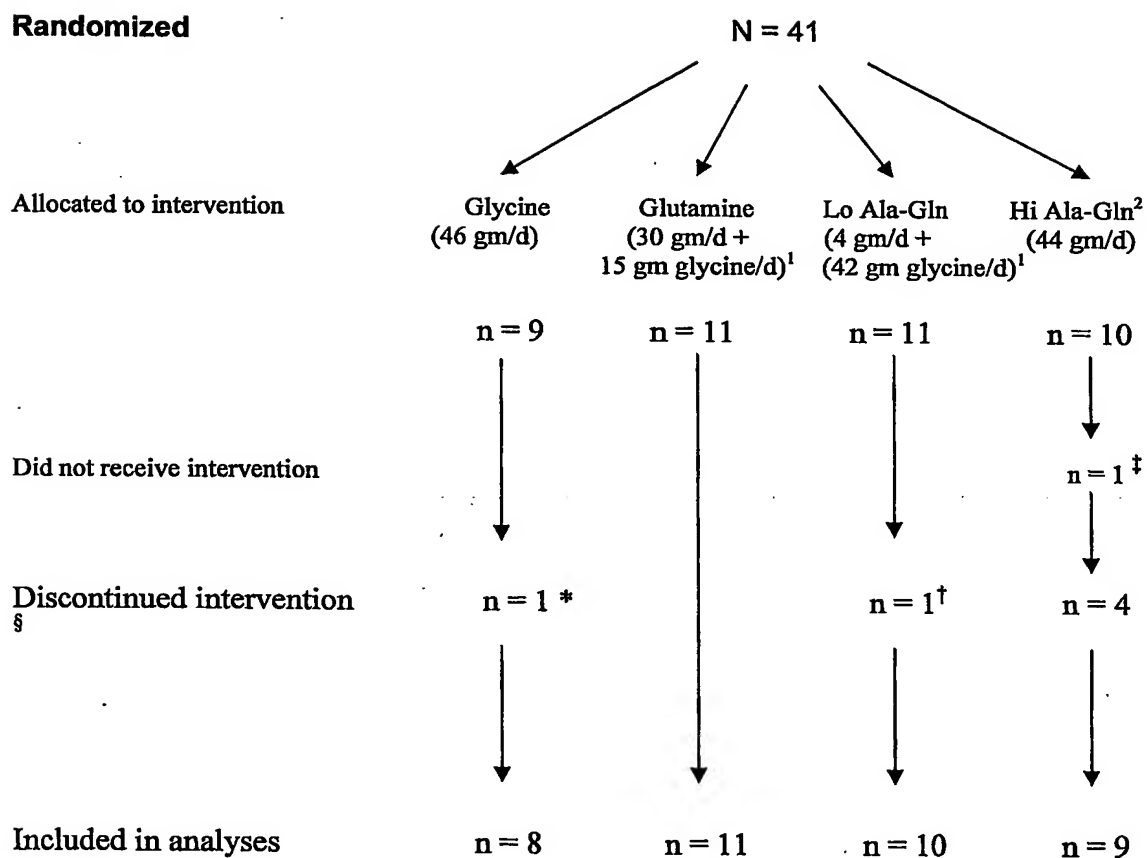 Randomized N = 41
Allocated to intervention Glycine Glutamine Lo Ala-Gln Hi Ala-Gln²
(46 gm/d) (30 gm/d + (4 gm/d + (44 gm/d)
15 gm glycine/d)¹ (42 gm glycine/d)¹
n = 9 n = 11 n = 11 n = 10
Did not receive intervention n = 1 ‡
Discontinued intervention n = 1 * n = 1† n = 4
§
Included in analyses n = 8 n = 11 n = 10 n = 9